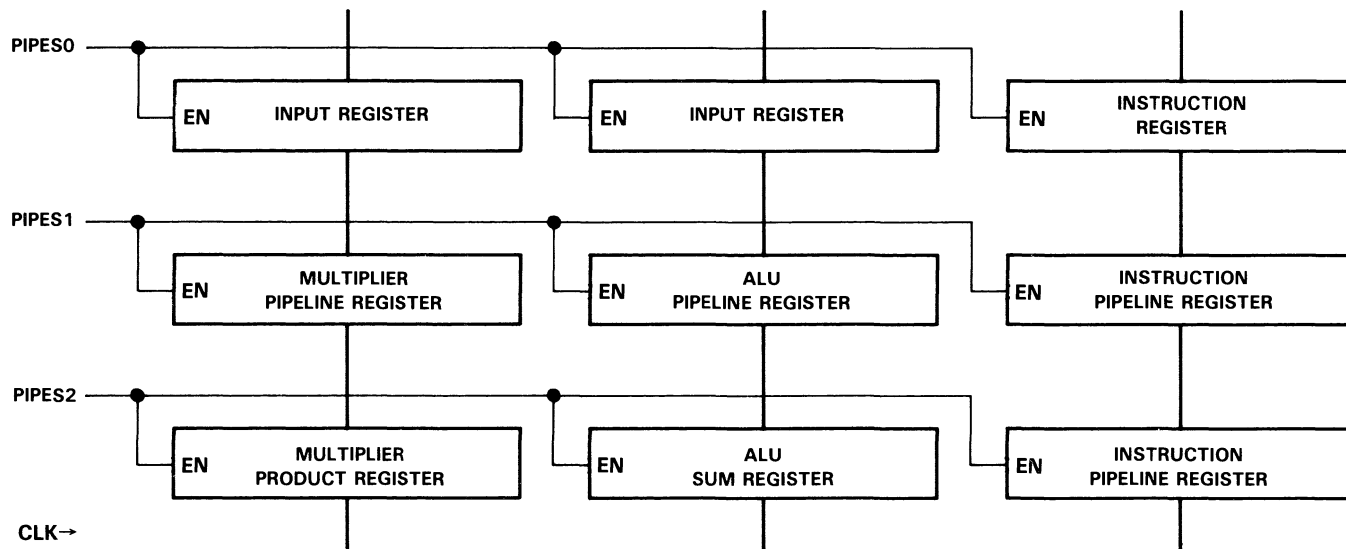 PIPES0
EN
INPUT REGISTER
EN
INPUT REGISTER
EN
INSTRUCTION
REGISTER
PIPES1
EN
MULTIPLIER
PIPELINE REGISTER
EN
ALU
PIPELINE REGISTER
EN
INSTRUCTION
PIPELINE REGISTER
PIPES2
EN
MULTIPLIER
PRODUCT REGISTER
EN
ALU
SUM REGISTER
EN
INSTRUCTION
PIPELINE REGISTER
CLK→